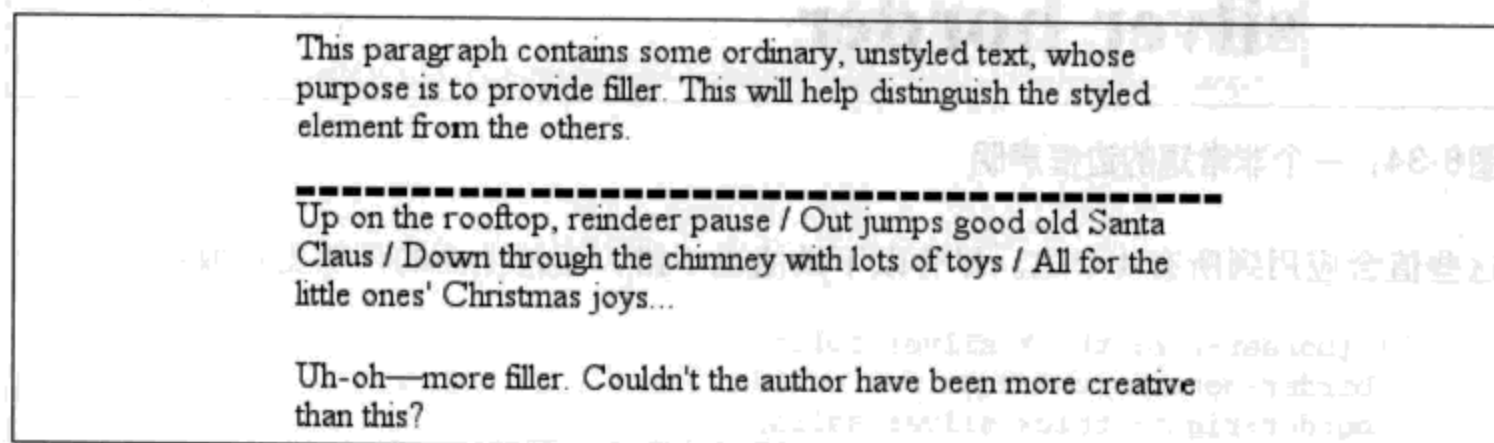 This paragraph contains some ordinary, unstyled text, whose
purpose is to provide filler. This will help distinguish the styled
element from the others.
Up on the rooftop, reindeer pause / Out jumps good old Santa
Claus / Down through the chimney with lots of toys / All for the
little ones' Christmas joys...
Uh-oh—more filler. Couldn't the author have been more creative
than this?